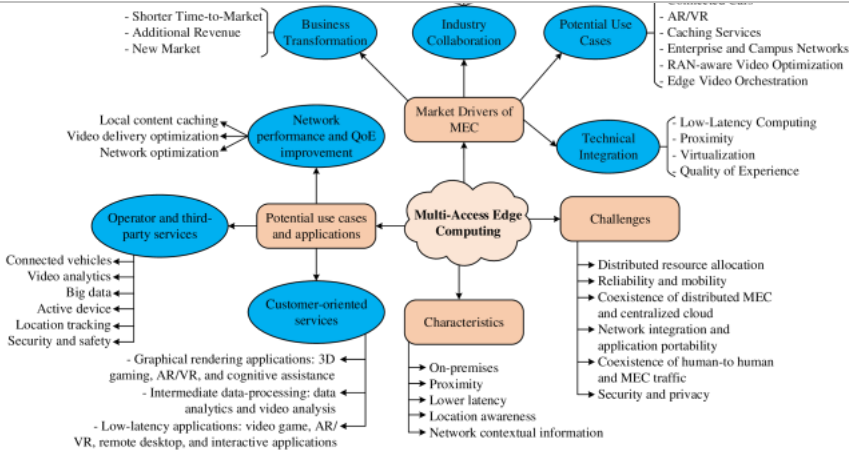 - Shorter Time-to-Market
- Additional Revenue
- New Market
Business
Transformation
Industry
Collaboration
Potential Use
Cases
- AR/VR
- Caching Services
- Enterprise and Campus Networks
- RAN-aware Video Optimization
- Edge Video Orchestration
Market Drivers of
MEC
Technical
Integration
- Low-Latency Computing
- Proximity
- Virtualization
- Quality of Experience
Local content caching
Video delivery optimization
Network optimization
Network
performance and QoE
improvement
Operator and third-
party services
Potential use cases
and applications
Multi-Access Edge
Computing
Challenges
Connected vehicles
Video analytics
Big data
Active device
Location tracking
Security and safety
Customer-oriented
services
Characteristics
Distributed resource allocation
Reliability and mobility
Coexistence of distributed MEC
and centralized cloud
Network integration and
application portability
Coexistence of human-to human
and MEC traffic
Security and privacy
- Graphical rendering applications: 3D
gaming, AR/VR, and cognitive assistance
- Intermediate data-processing: data
analytics and video analysis
- Low-latency applications: video game, AR/
VR, remote desktop, and interactive applications
On-premises
Proximity
Lower latency
Location awareness
Network contextual information